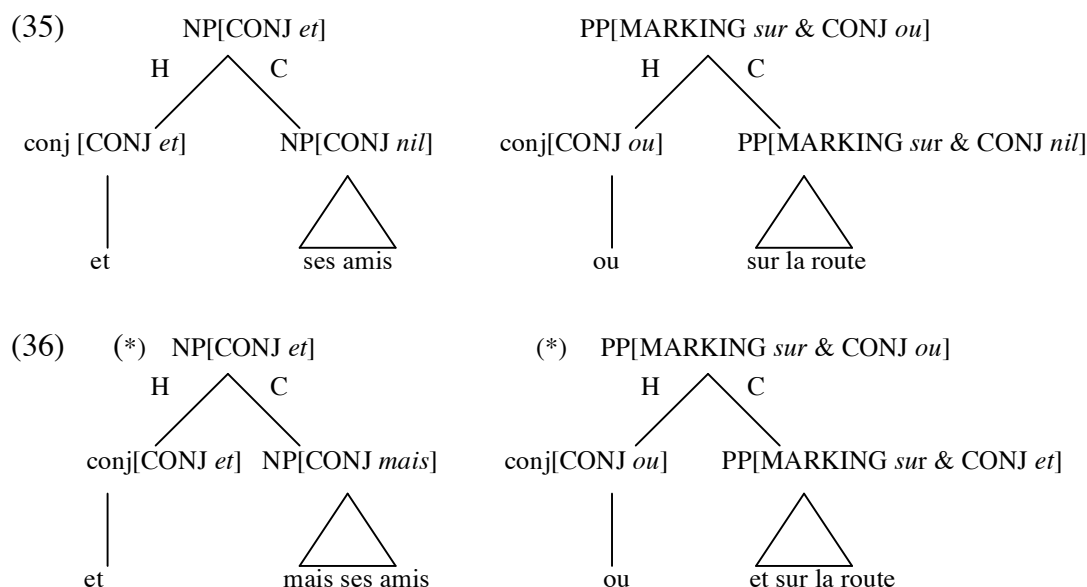 (35) NP[CONJ et] PP[MARKING sur & CONJ ou]
H C H C
conj [CONJ et] NP[CONJ nil] conj[CONJ ou] PP[MARKING sur & CONJ nil]
et ses amis ou sur la route
(36) (*) NP[CONJ et] (*) PP[MARKING sur & CONJ ou]
H C H C
conj[CONJ et] NP[CONJ mais] conj[CONJ ou] PP[MARKING sur & CONJ et]
et mais ses amis ou et sur la route